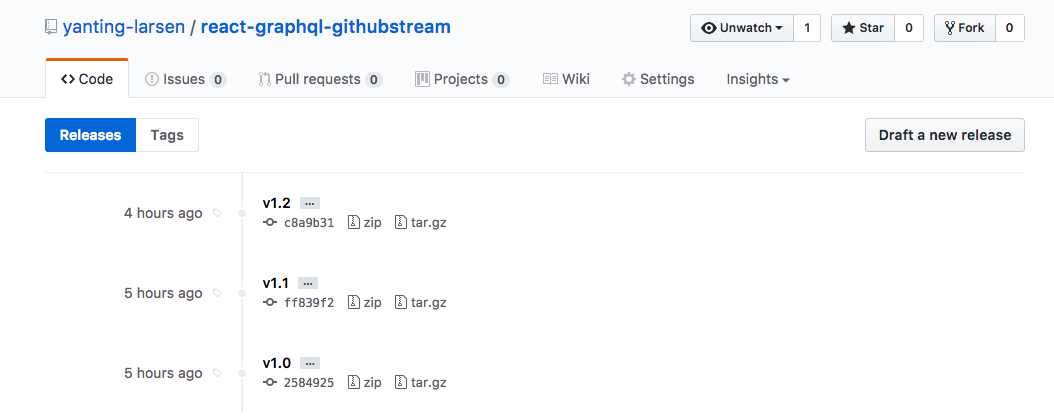 yanting-larsen / react-graphql-githubstream Unwatch 1 Star 0 Fork 0
Code Issues 0 Pull requests 0 Projects 0 Wiki Settings Insights
Releases Tags Draft a new release
v1.2 ...
4 hours ago c8a9b31 zip tar.gz
v1.1 ...
5 hours ago ff839f2 zip tar.gz
v1.0 ...
5 hours ago 2584925 zip tar.gz